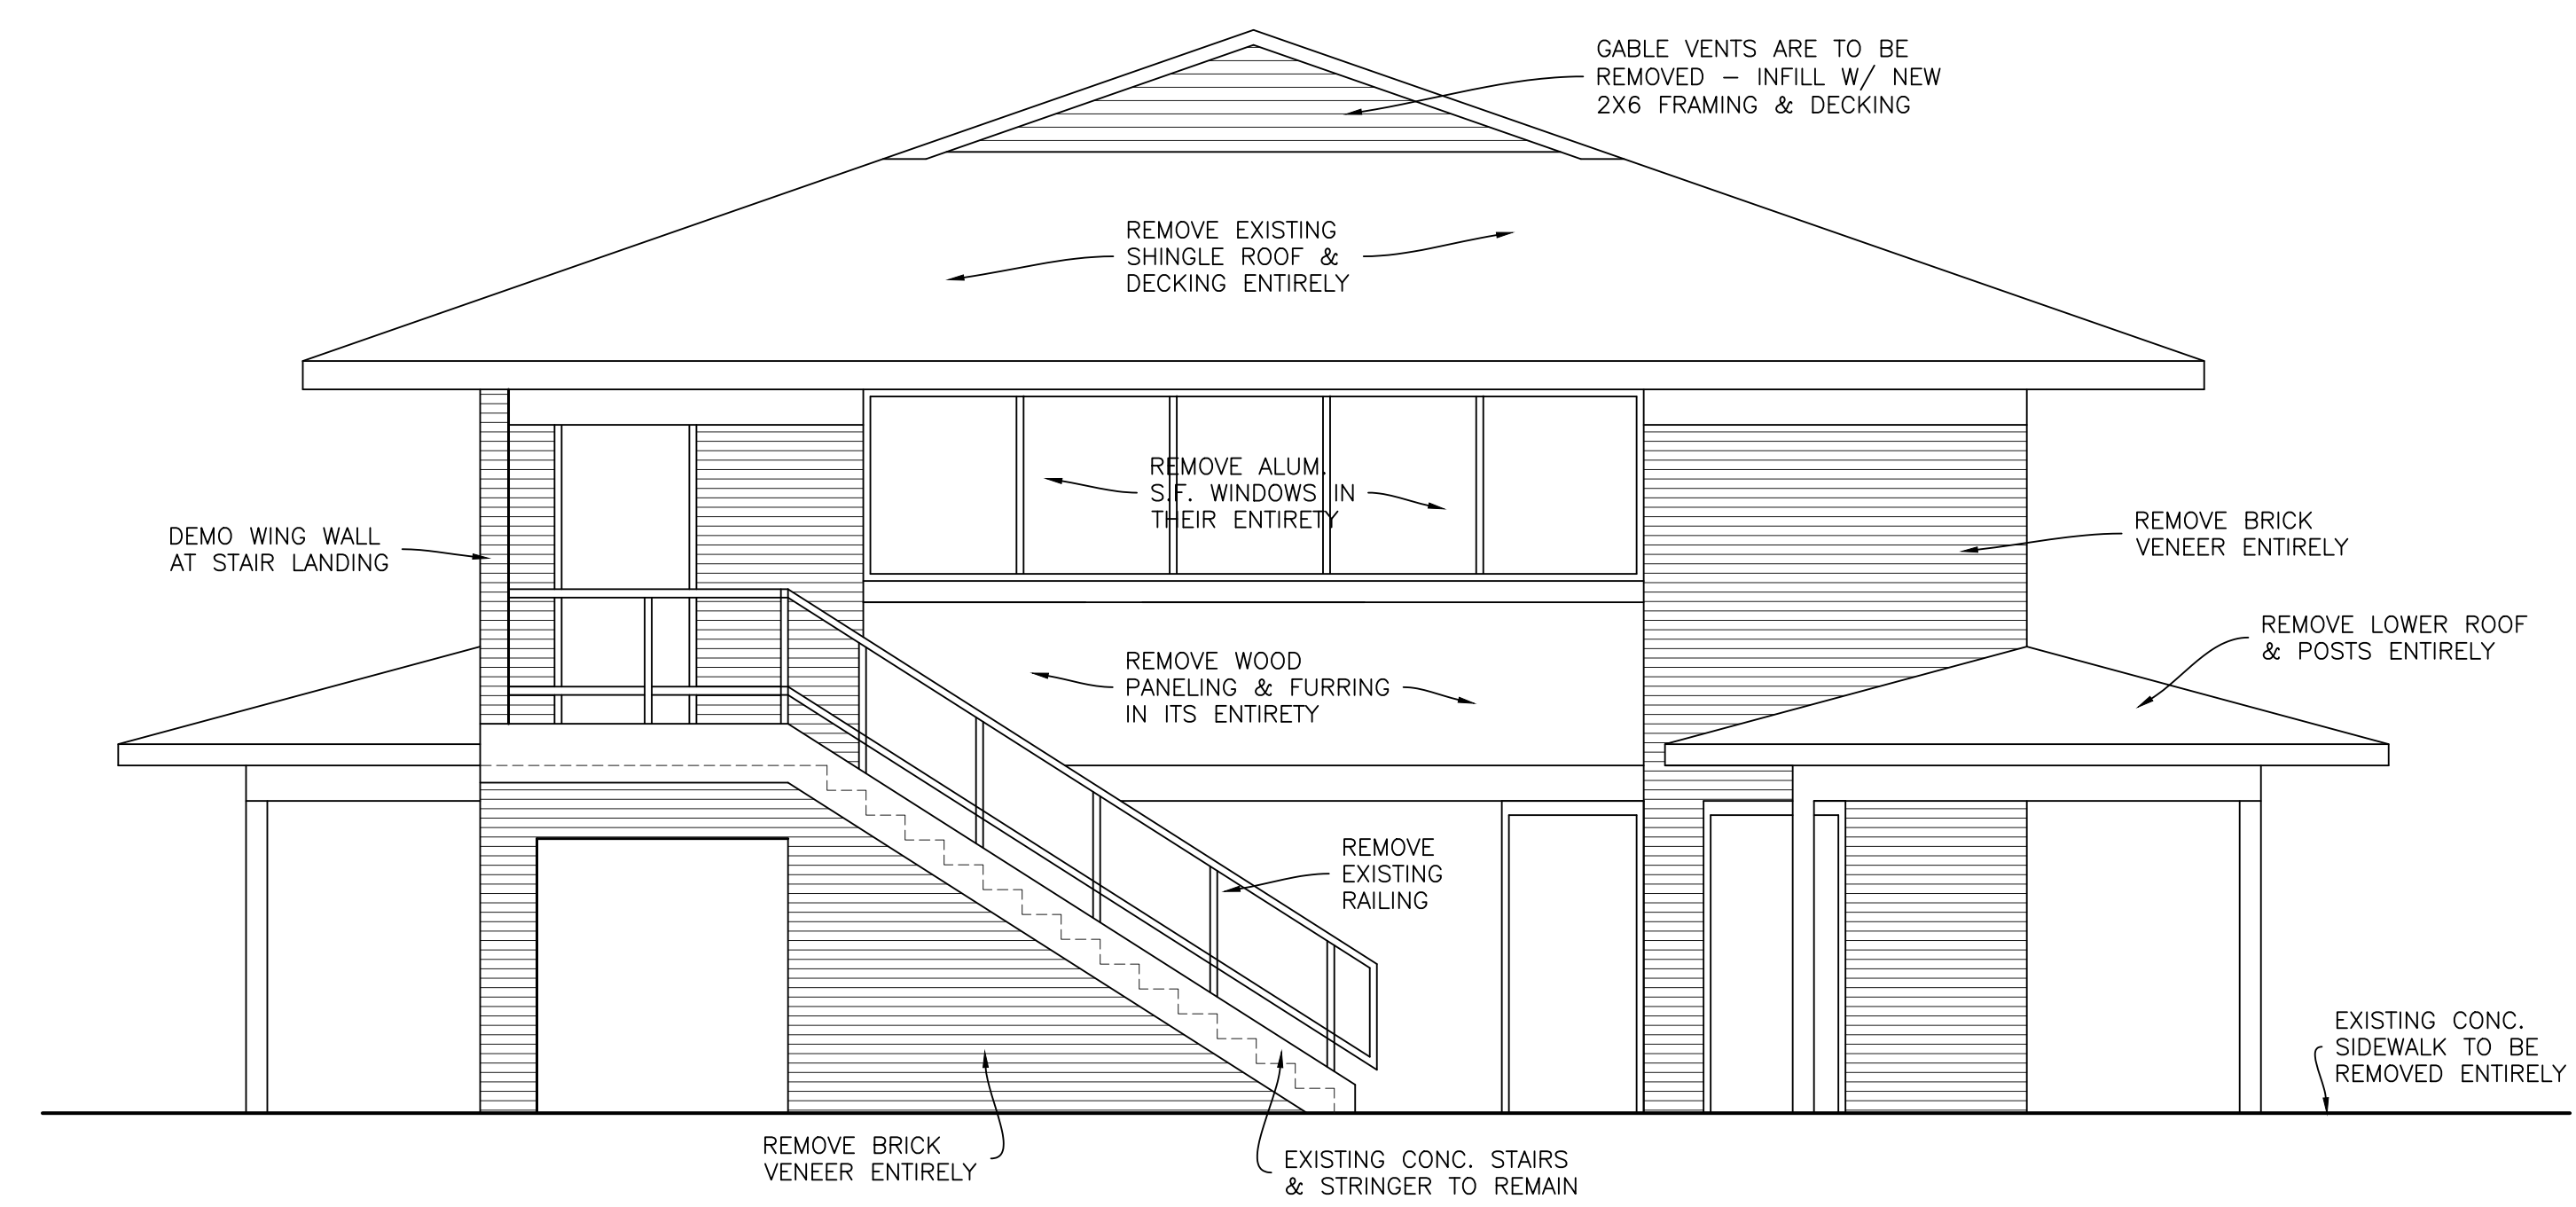 GABLE VENTS ARE TO BE
REMOVED - INFILL W/ NEW
2X6 FRAMING & DECKING
REMOVE EXISTING
SHINGLE ROOF &
DECKING ENTIRELY
REMOVE ALUM.
S.F. WINDOWS IN
THEIR ENTIRETY
DEMO WING WALL
AT STAIR LANDING
REMOVE BRICK
VENEER ENTIRELY
REMOVE LOWER ROOF
& POSTS ENTIRELY
REMOVE WOOD
PANELING & FURRING
IN ITS ENTIRETY
REMOVE
EXISTING
RAILING
EXISTING CONC.
SIDEWALK TO BE
REMOVED ENTIRELY
REMOVE BRICK
VENEER ENTIRELY
EXISTING CONC. STAIRS
& STRINGER TO REMAIN